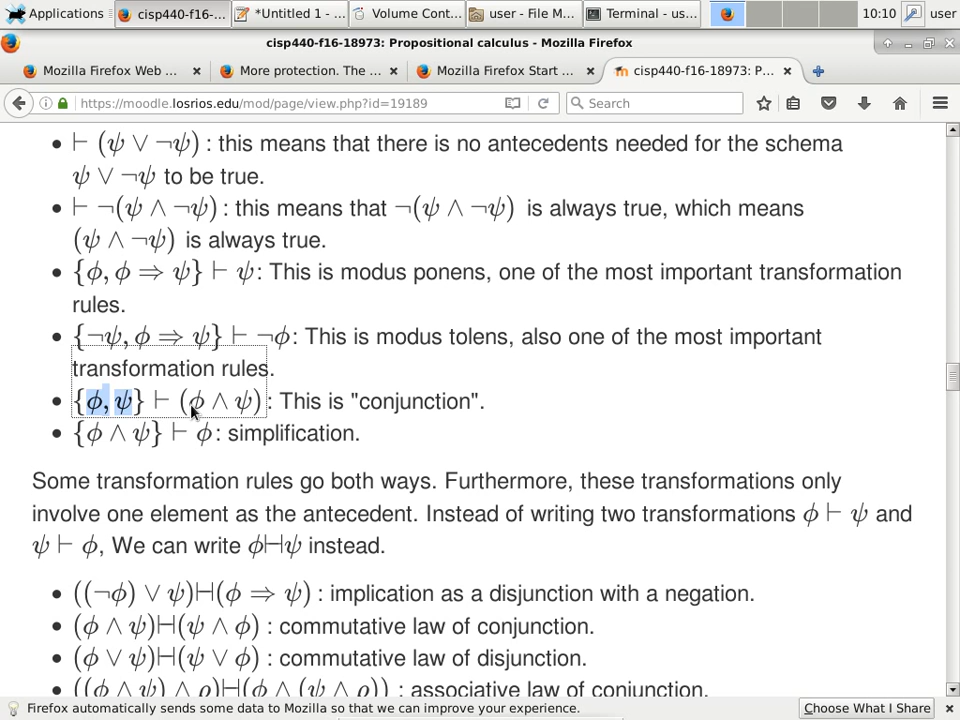 Applications cisp440-f16-... *Untitled 1 - ... Volume Cont... user - File M... Terminal - us... 10:10 user
cisp440-f16-18973: Propositional calculus - Mozilla Firefox
Mozilla Firefox Web ... More protection. The ... Mozilla Firefox Start ... cisp440-f16-18973: P...
https://moodle.losrios.edu/mod/page/view.php?id=19189 Search
• ⊢ (ψ ∨ ¬ψ) : this means that there is no antecedents needed for the schema
ψ ∨ ¬ψ to be true.
• ⊢ ¬(ψ ∧ ¬ψ) : this means that ¬(ψ ∧ ¬ψ) is always true, which means
(ψ ∧ ¬ψ) is always true.
• {ϕ, ϕ ⇒ ψ} ⊢ ψ: This is modus ponens, one of the most important transformation
rules.
• {¬ψ, ϕ ⇒ ψ} ⊢ ¬ϕ: This is modus tolens, also one of the most important
transformation rules.
• {ϕ, ψ} ⊢ (ϕ ∧ ψ) : This is "conjunction".
• {ϕ ∧ ψ} ⊢ ϕ: simplification.
Some transformation rules go both ways. Furthermore, these transformations only
involve one element as the antecedent. Instead of writing two transformations ϕ ⊢ ψ and
ψ ⊢ ϕ, We can write ϕ⊢⊣ψ instead.
• ((¬ϕ) ∨ ψ)⊢⊣(ϕ ⇒ ψ) : implication as a disjunction with a negation.
• (ϕ ∧ ψ)⊢⊣(ψ ∧ ϕ) : commutative law of conjunction.
• (ϕ ∨ ψ)⊢⊣(ψ ∨ ϕ) : commutative law of disjunction.
• ((ϕ ∧ ψ) ∧ ρ)⊢⊣(ϕ ∧ (ψ ∧ ρ)) : associative law of conjunction.
Firefox automatically sends some data to Mozilla so that we can improve your experience. Choose What I Share